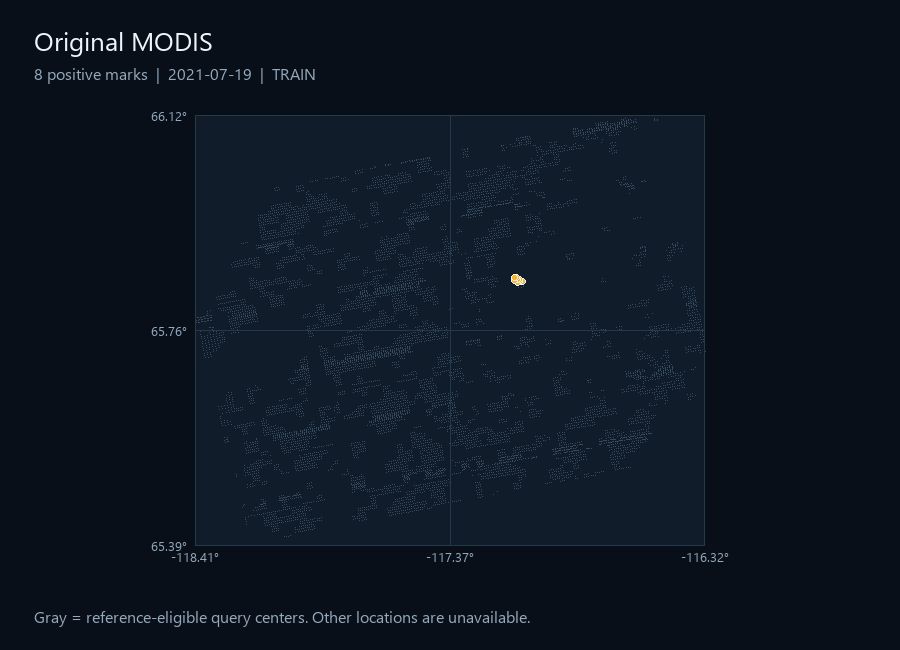 Original MODIS
8 positive marks | 2021-07-19 | TRAIN
66.12°
65.76°
65.39°
-118.41°
-117.37°
-116.32°
Gray = reference-eligible query centers. Other locations are unavailable.